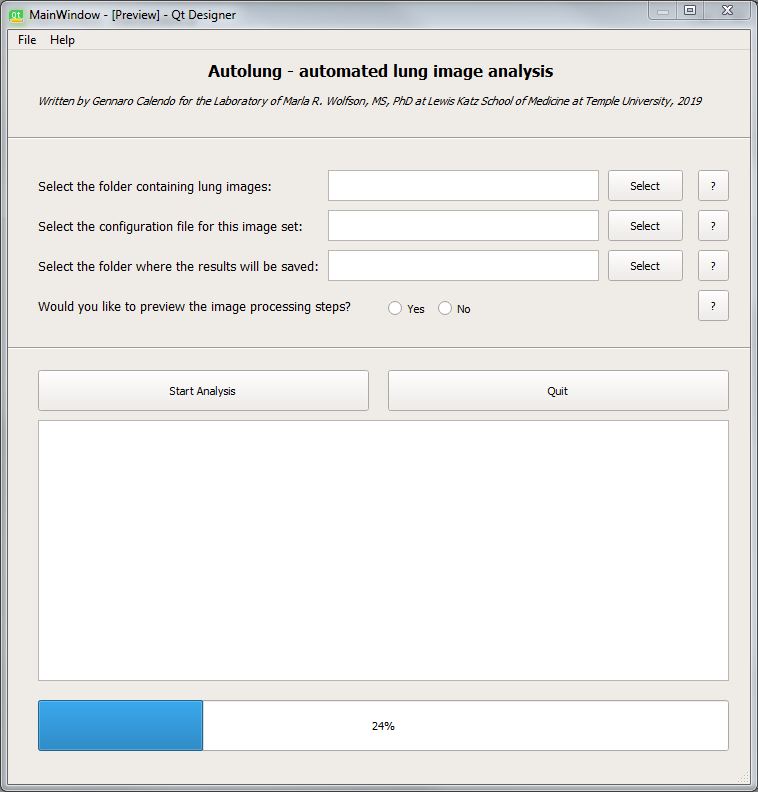 MainWindow - [Preview] - Qt Designer
File Help
Autolung - automated lung image analysis
Written by Gennaro Calendo for the Laboratory of Marla R. Wolfson, MS, PhD at Lewis Katz School of Medicine at Temple University, 2019
Select the folder containing lung images: Select ?
Select the configuration file for this image set: Select ?
Select the folder where the results will be saved: Select ?
Would you like to preview the image processing steps? Yes No ?
Start Analysis Quit
24%